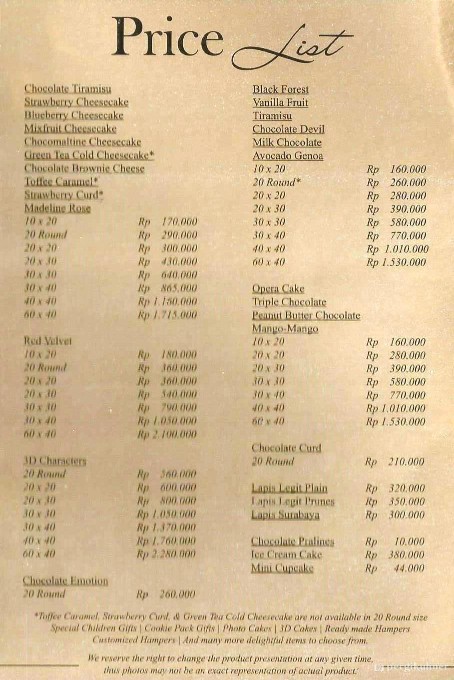 Price List
Chocolate Tiramisu
Strawberry Cheesecake
Blueberry Cheesecake
Mixfruit Cheesecake
Chocomaltine Cheesecake
Green Tea Cold Cheesecake*
Chocolate Brownie Cheese
Toffee Caramel*
Strawberry Curd*
Madeline Rose
10 x 20 Rp 170.000
20 Round Rp 290.000
20 x 20 Rp 300.000
20 x 30 Rp 430.000
30 x 30 Rp 640.000
30 x 40 Rp 865.000
40 x 40 Rp 1.180.000
60 x 40 Rp 1.715.000
Red Velvet
10 x 20 Rp 180.000
20 Round Rp 360.000
20 x 20 Rp 360.000
20 x 30 Rp 540.000
30 x 30 Rp 790.000
30 x 40 Rp 1.050.000
60 x 40 Rp 2.100.000
3D Characters
20 Round Rp 560.000
20 x 20 Rp 600.000
20 x 30 Rp 800.000
30 x 30 Rp 1.050.000
30 x 40 Rp 1.370.000
40 x 40 Rp 1.760.000
60 x 40 Rp 2.280.000
Chocolate Emotion
20 Round Rp 260.000
Black Forest
Vanilla Fruit
Tiramisu
Chocolate Devil
Milk Chocolate
Avocado Genoa
10 x 20 Rp 160.000
20 Round* Rp 260.000
20 x 20 Rp 280.000
20 x 30 Rp 390.000
30 x 30 Rp 580.000
30 x 40 Rp 770.000
40 x 40 Rp 1.010.000
60 x 40 Rp 1.530.000
Opera Cake
Triple Chocolate
Peanut Butter Chocolate
Mango-Mango
10 x 20 Rp 160.000
20 x 20 Rp 280.000
20 x 30 Rp 390.000
30 x 30 Rp 580.000
30 x 40 Rp 770.000
40 x 40 Rp 1.010.000
60 x 40 Rp 1.530.000
Chocolate Curd
20 Round Rp 210.000
Lapis Legit Plain Rp 320.000
Lapis Legit Prunes Rp 350.000
Lapis Surabaya Rp 300.000
Chocolate Pralines Rp 10.000
Ice Cream Cake Rp 380.000
Mini Cupcake Rp 44.000
*Toffee Caramel, Strawberry Curd, & Green Tea Cold Cheesecake are not available in 20 Round size
Special Children Gifts | Cookie Pack Gifts | Photo Cakes | 3D Cakes | Ready made Hampers
Customized Hampers | And many more delightful items to choose from.
We reserve the right to change the product presentation at any given time,
thus photos may not be an exact representation of actual product.